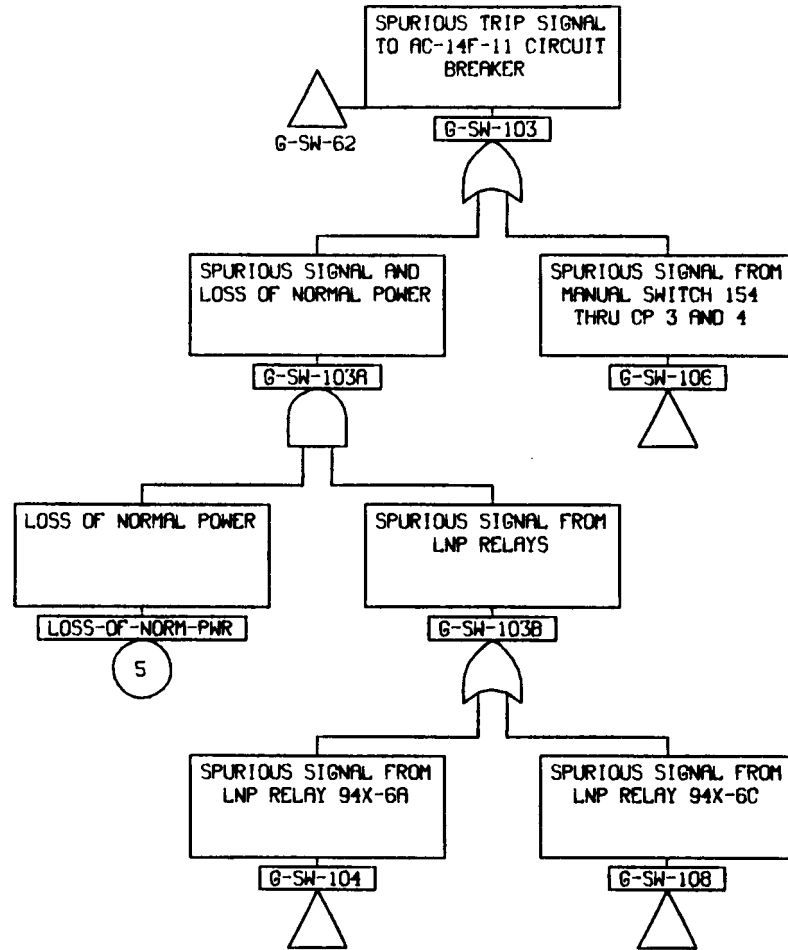 SPURIOUS TRIP SIGNAL
TO AC-14F-11 CIRCUIT
BREAKER
G-SW-103
G-SW-62
SPURIOUS SIGNAL AND
LOSS OF NORMAL POWER
G-SW-103A
SPURIOUS SIGNAL FROM
MANUAL SWITCH 154
THRU CP 3 AND 4
G-SW-106
LOSS OF NORMAL POWER
LOSS-OF-NORM-PWR
5
SPURIOUS SIGNAL FROM
LNP RELAYS
G-SW-103B
SPURIOUS SIGNAL FROM
LNP RELAY 94X-6A
G-SW-104
SPURIOUS SIGNAL FROM
LNP RELAY 94X-6C
G-SW-108